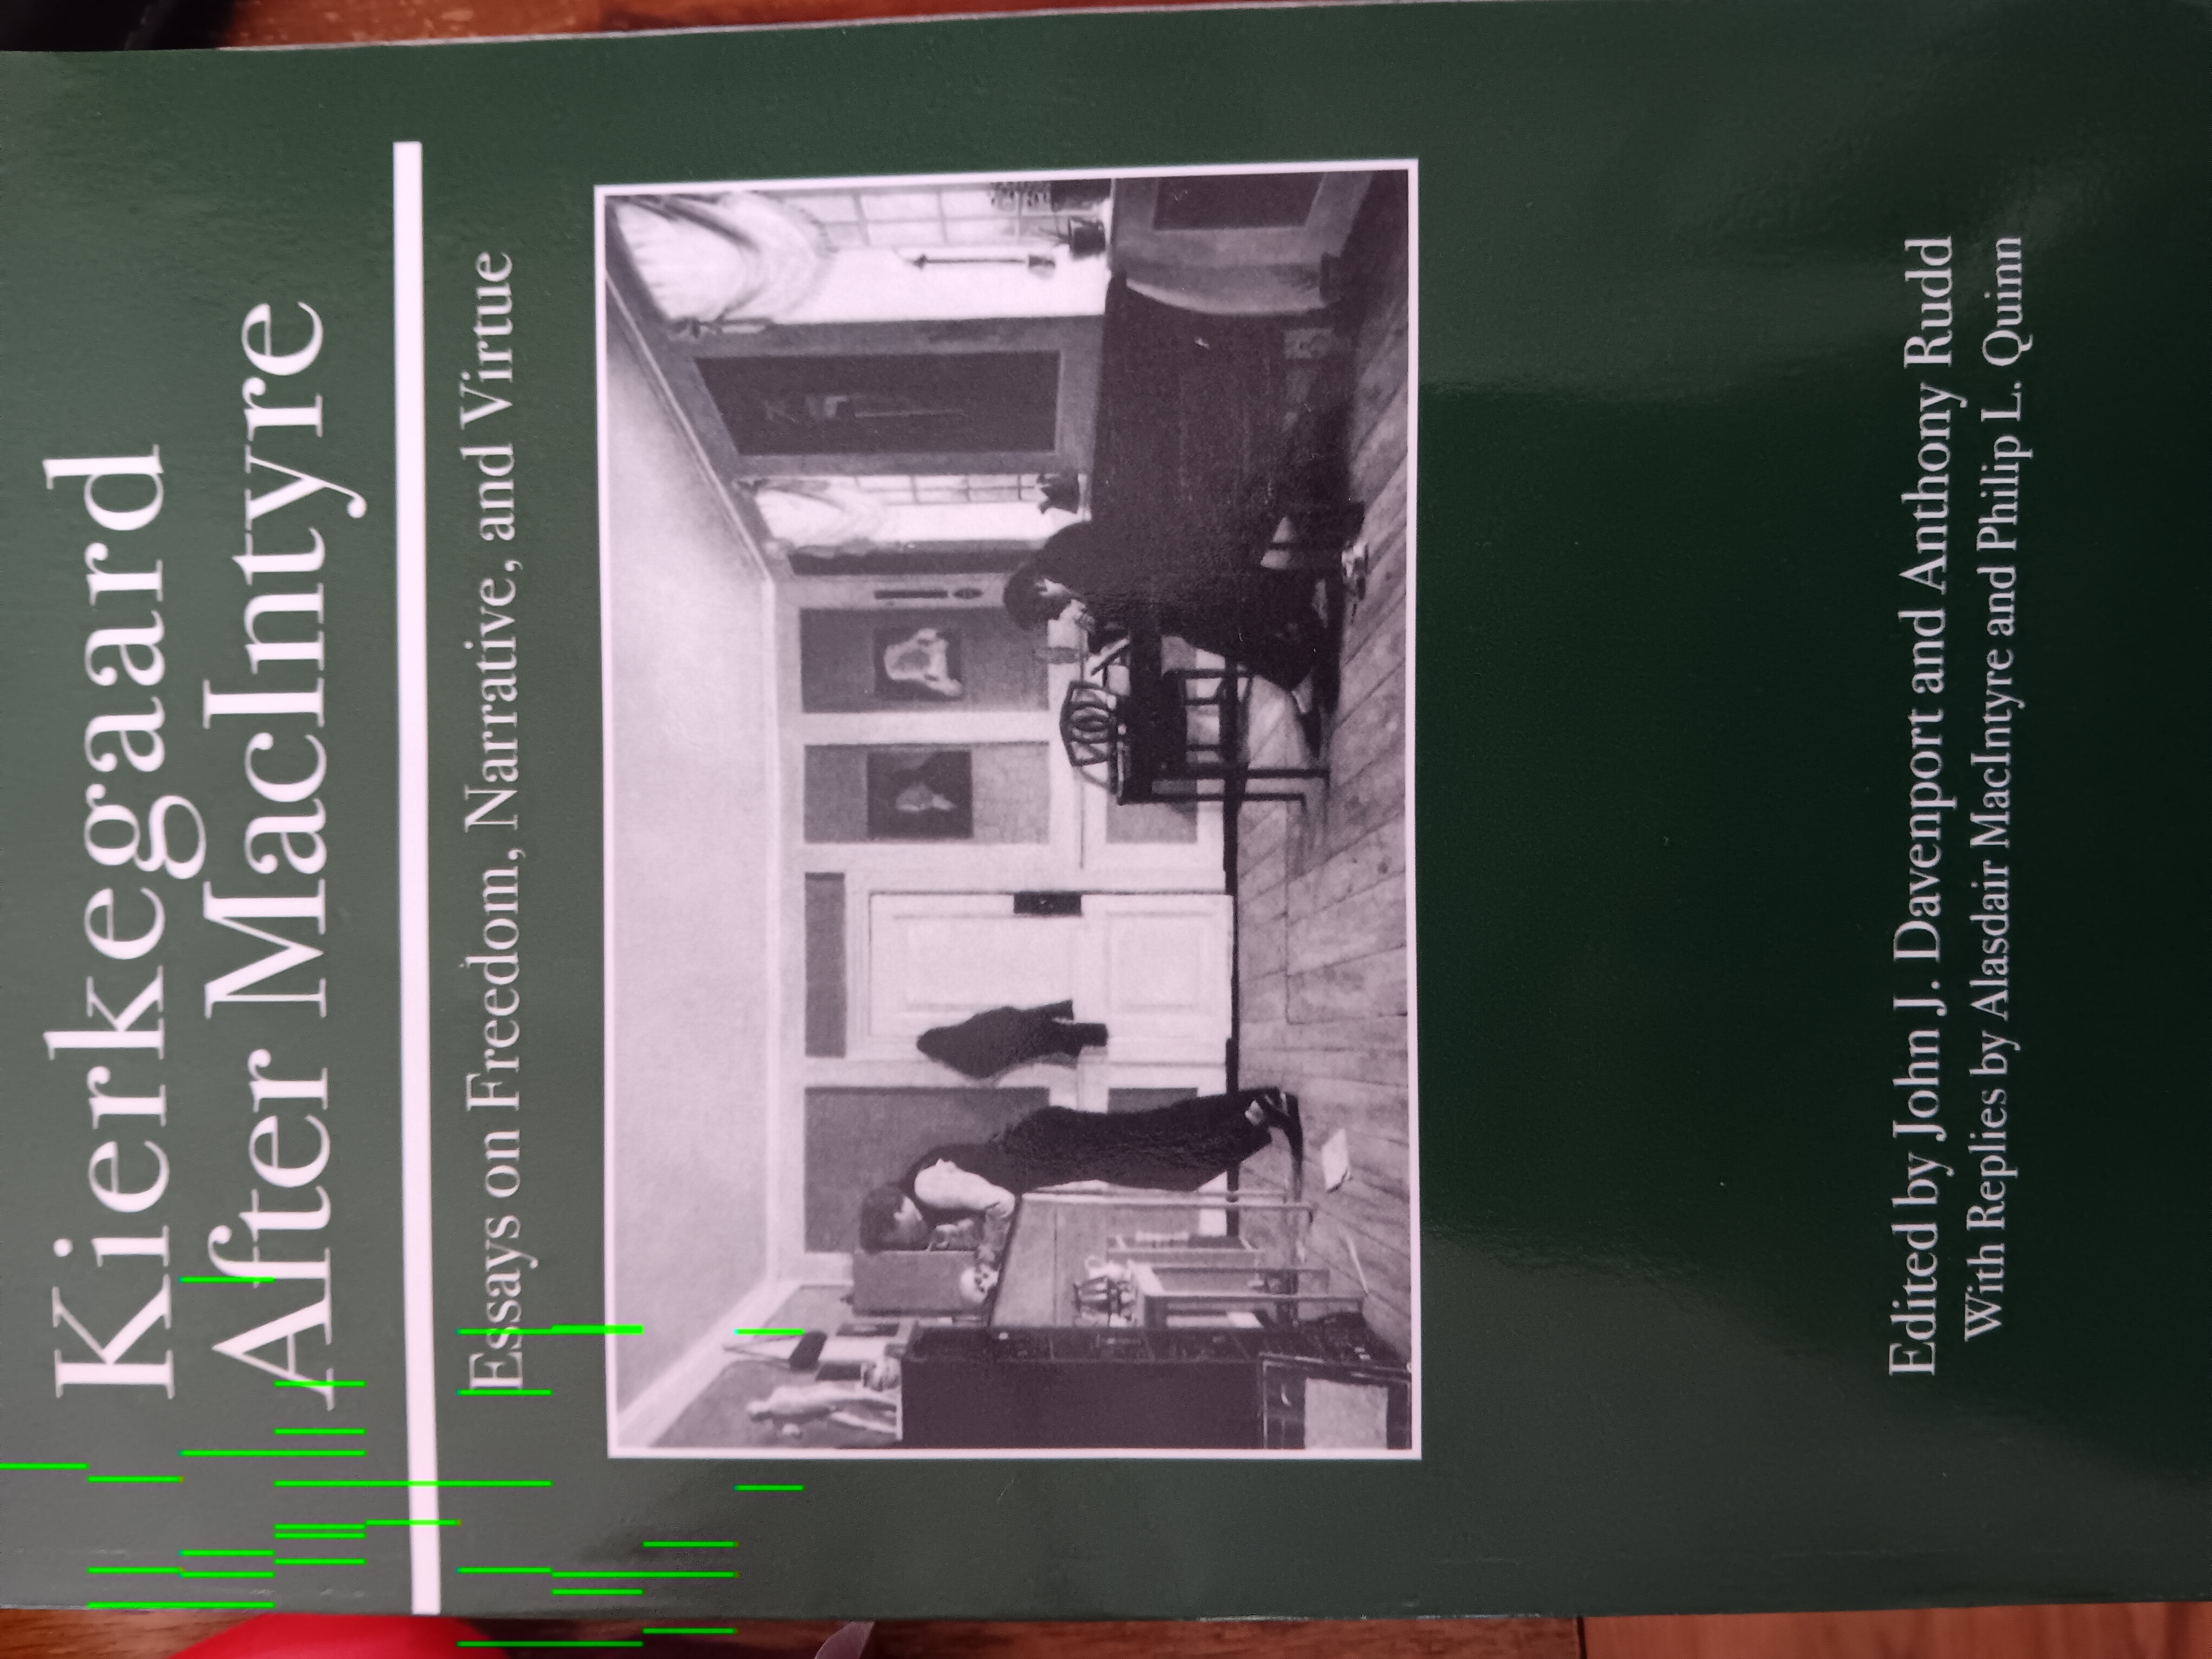 Kierkegaard
After MacIntyre
Essays on Freedom, Narrative, and Virtue
Edited by John J. Davenport and Anthony Rudd
With Replies by Alasdair MacIntyre and Philip L. Quinn